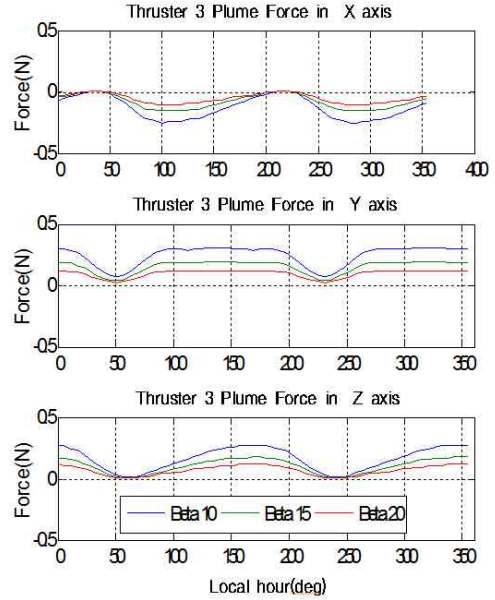 Thruster 3 Plume Force in X axis
0.5
0
-0.5
Force(N)
0 50 100 150 200 250 300 350 400
Thruster 3 Plume Force in Y axis
0.5
0
-0.5
Force(N)
0 50 100 150 200 250 300 350
Thruster 3 Plume Force in Z axis
0.5
0
-0.5
Force(N)
Beta 10 Beta 15 Beta 20
0 50 100 150 200 250 300 350
Local hour(deg)